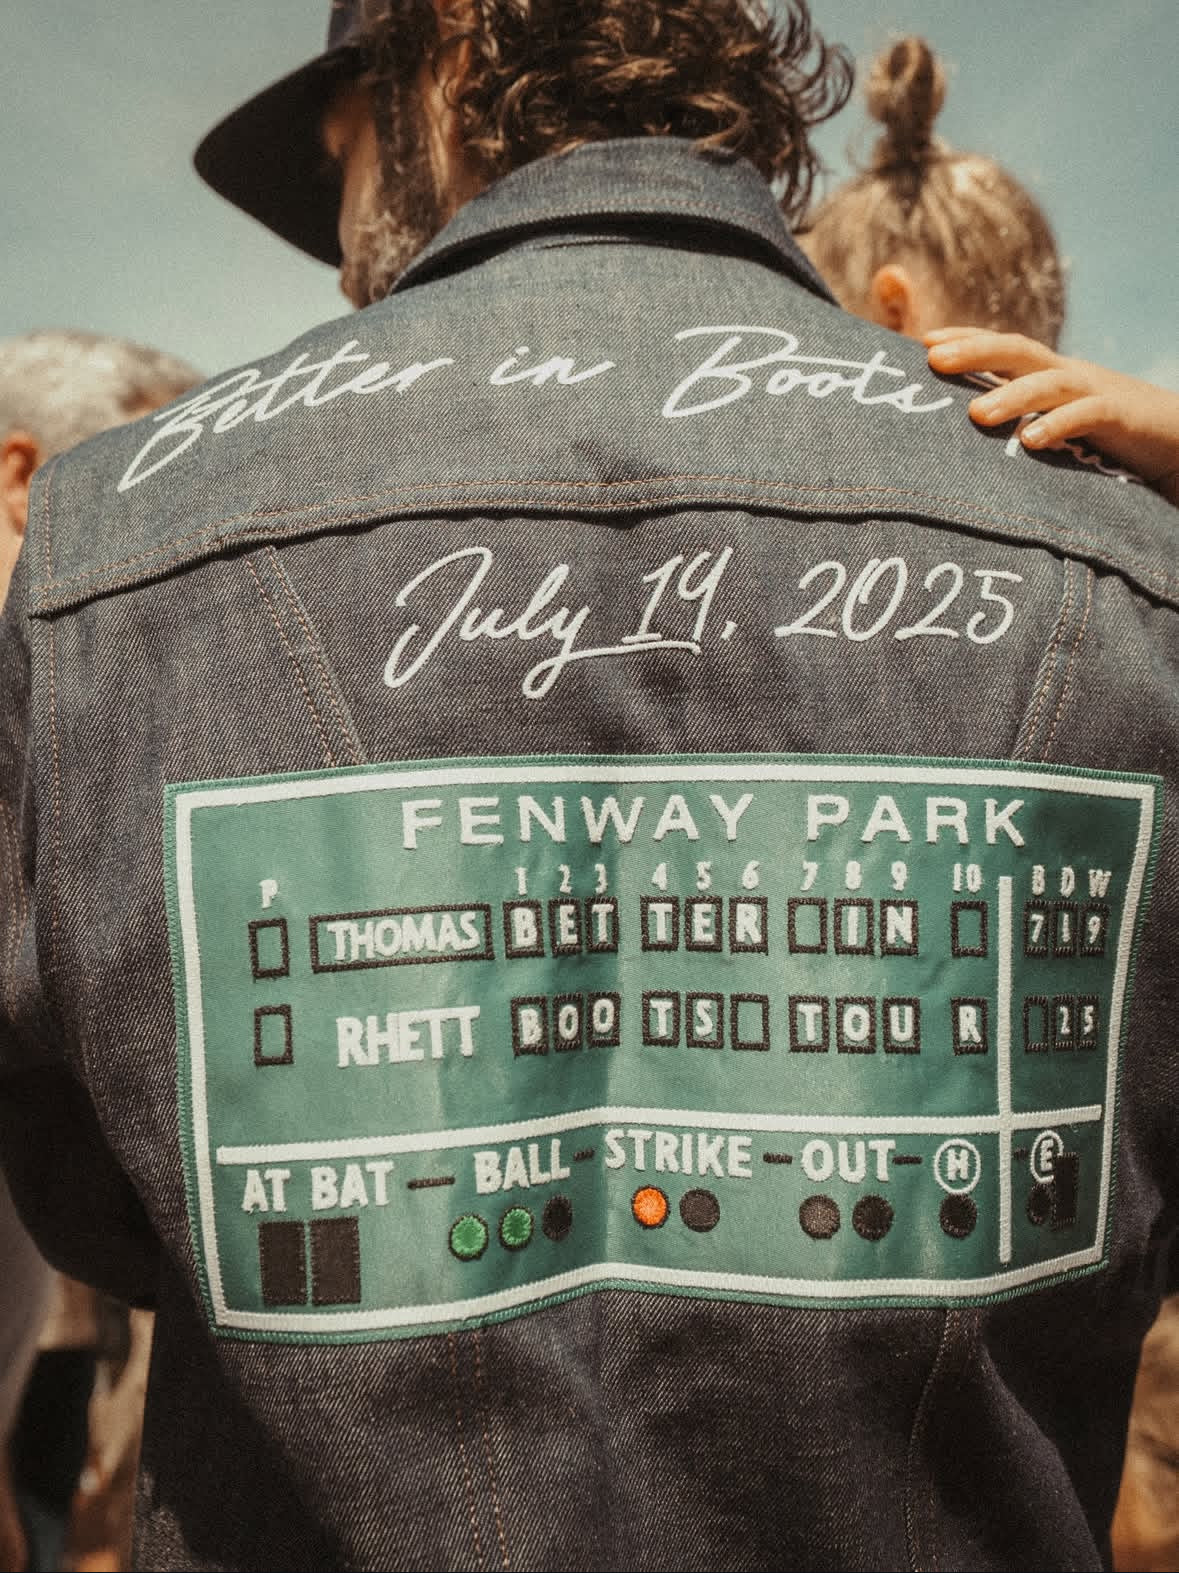 Better in Boots
July 19, 2025
FENWAY PARK
P 1 2 3 4 5 6 7 8 9 10 B D W
THOMAS BET TER IN 7 1 9
RHETT BOO TS TOU R 2 5
AT BAT — BALL - STRIKE - OUT - H - E